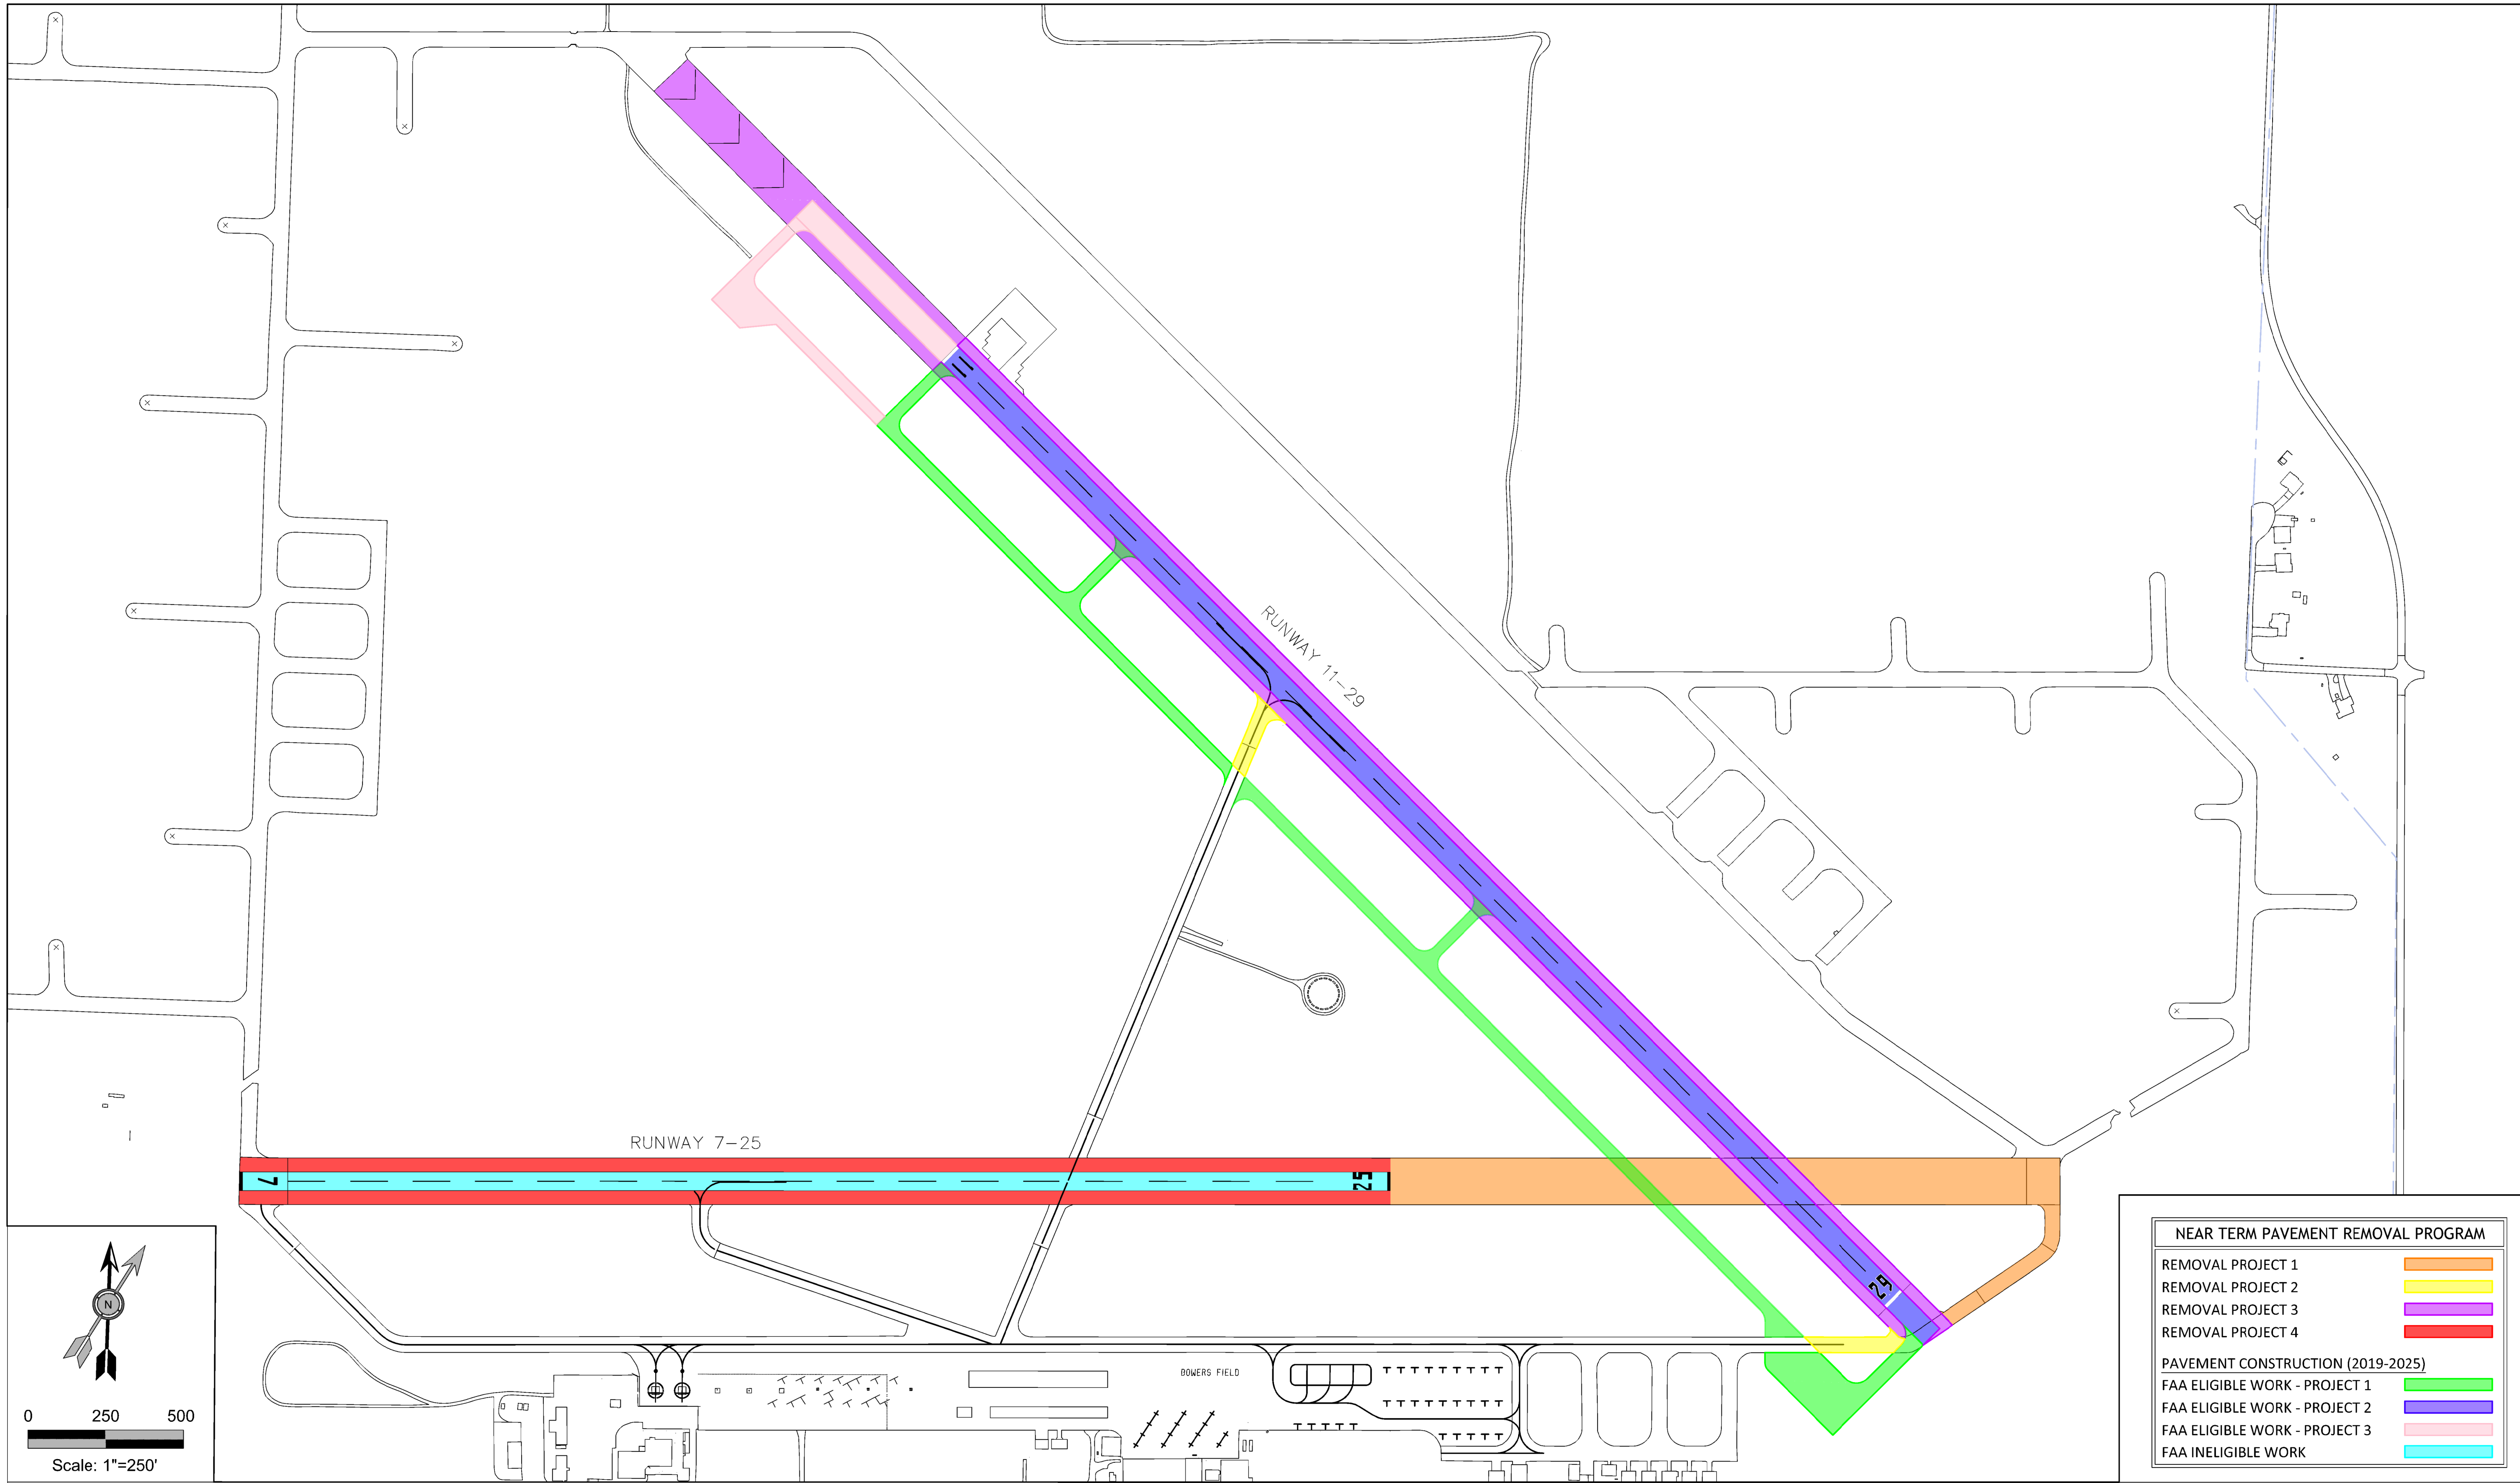 11
RUNWAY 11-29
RUNWAY 7-25
7
25
29
BOWERS FIELD
N
0 250 500
Scale: 1"=250'
NEAR TERM PAVEMENT REMOVAL PROGRAM
REMOVAL PROJECT 1
REMOVAL PROJECT 2
REMOVAL PROJECT 3
REMOVAL PROJECT 4
PAVEMENT CONSTRUCTION (2019-2025)
FAA ELIGIBLE WORK - PROJECT 1
FAA ELIGIBLE WORK - PROJECT 2
FAA ELIGIBLE WORK - PROJECT 3
FAA INELIGIBLE WORK